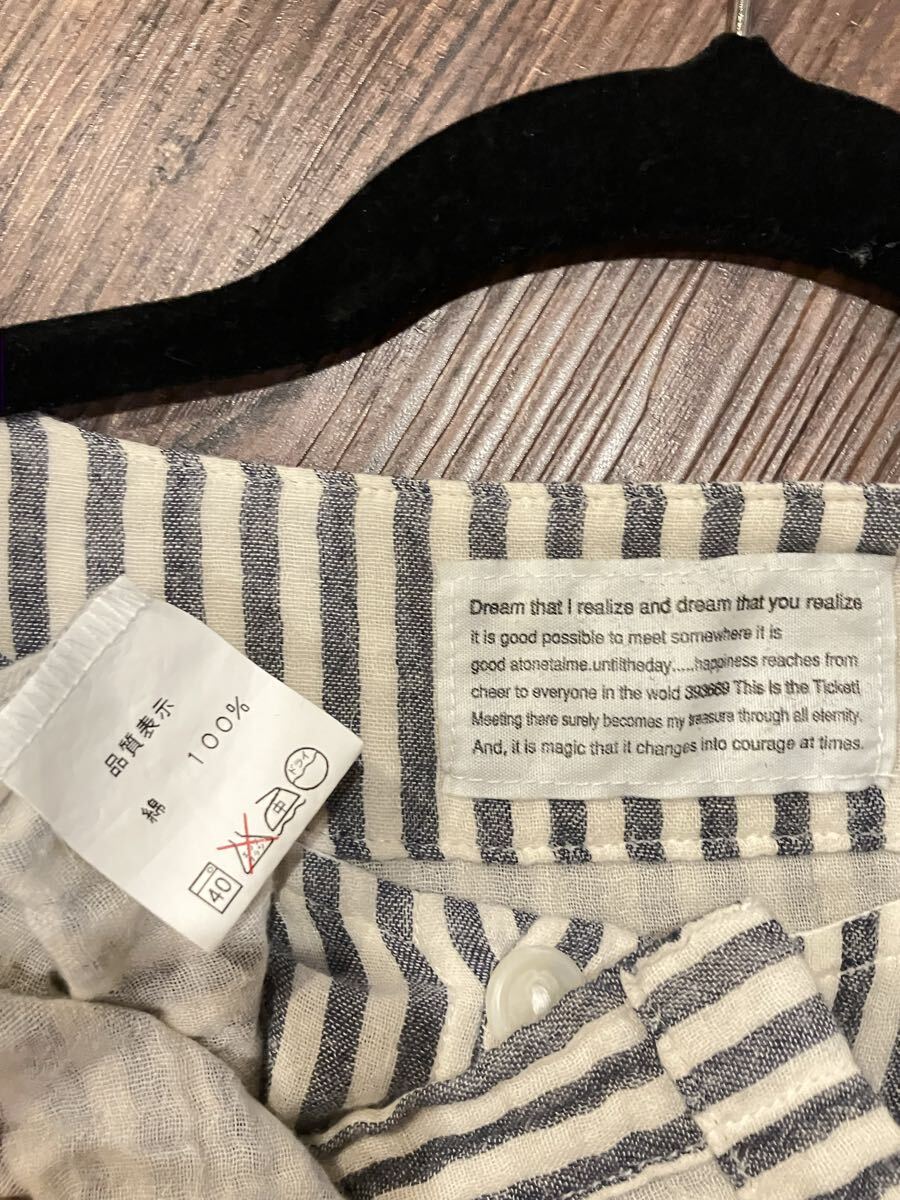 Dream that I realize and dream that you realize
it is good possible to meet somewhere it is
good atonetaime.untiltheday,....happiness reaches from
cheer to everyone in the wold 393669 This Is the Ticket!
Meeting there surely becomes my treasure through all eternity.
And, it is magic that it changes into courage at times.
品質表示
綿 100%
ドライ
中
40